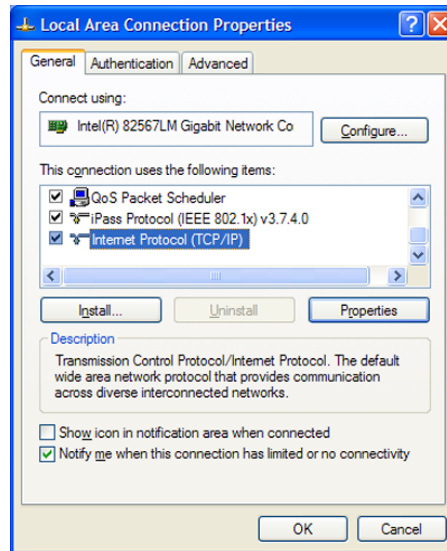 Local Area Connection Properties
General Authentication Advanced
Connect using:
Intel(R) 82567LM Gigabit Network Co
Configure...
This connection uses the following items:
QoS Packet Scheduler
iPass Protocol (IEEE 802.1x) v3.7.4.0
Internet Protocol (TCP/IP)
Install... Uninstall Properties
Description
Transmission Control Protocol/Internet Protocol. The default
wide area network protocol that provides communication
across diverse interconnected networks.
Show icon in notification area when connected
Notify me when this connection has limited or no connectivity
OK Cancel